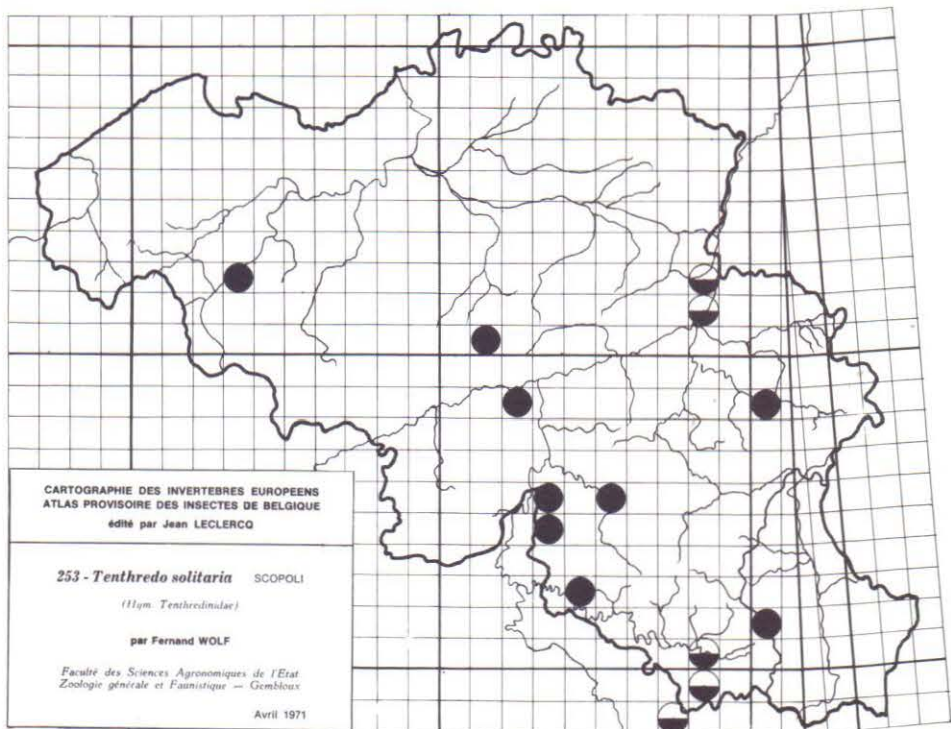 CARTOGRAPHIE DES INVERTEBRES EUROPEENS
ATLAS PROVISOIRE DES INSECTES DE BELGIQUE
édité par Jean LECLERCQ
253 - Tenthredo solitaria SCOPOLI
(Hym. Tenthredinidae)
par Fernand WOLF
Faculté des Sciences Agronomiques de l'Etat
Zoologie générale et Faunistique — Gembloux
Avril 1971